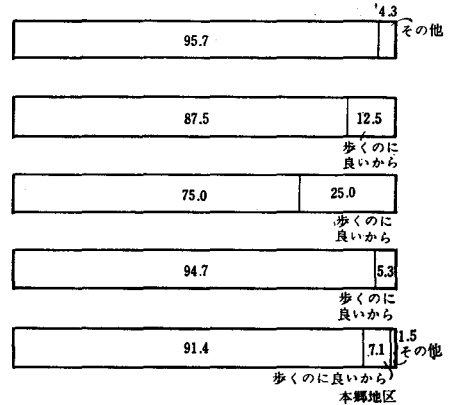 4.3
その他
95.7
87.5
12.5
歩くのに
良いから
75.0
25.0
歩くのに
良いから
94.7
5.3
歩くのに
良いから
91.4
7.1
1.5
その他
歩くのに良いから
本郷地区